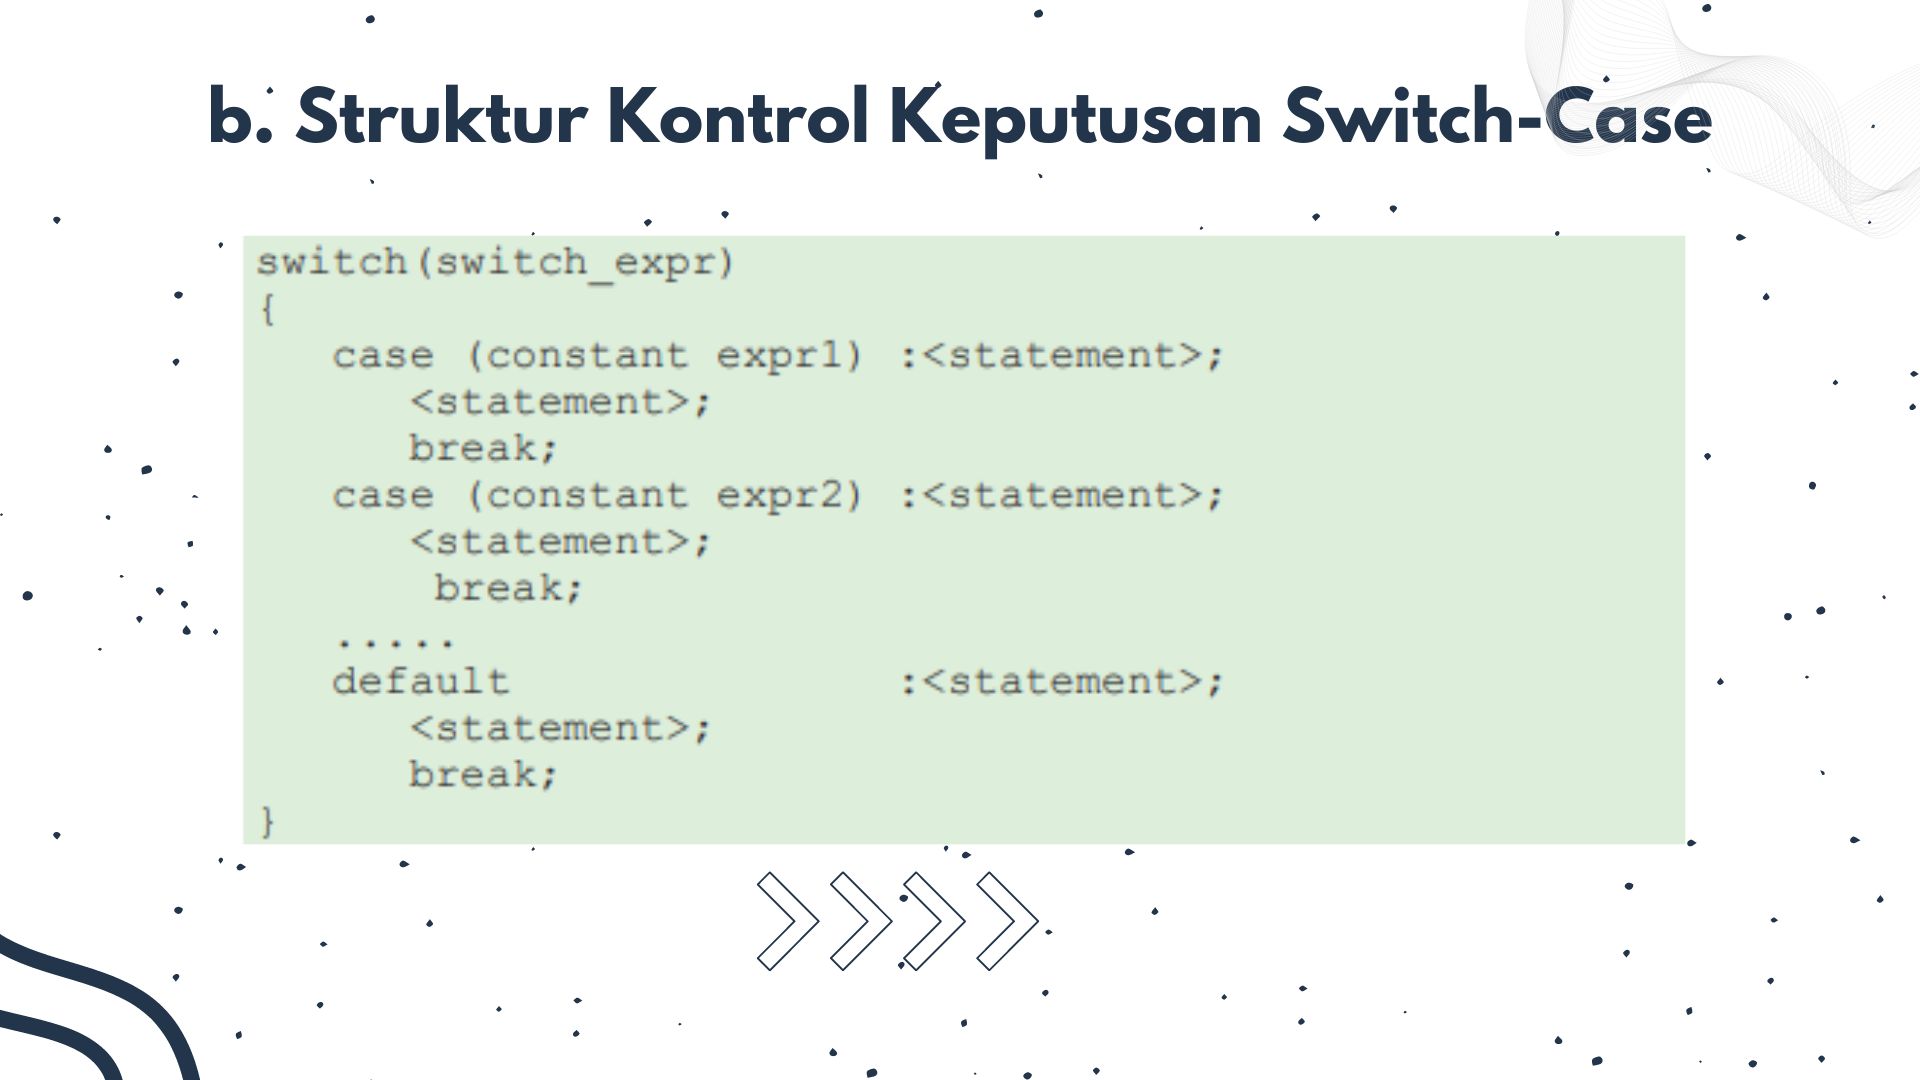 b. Struktur Kontrol Keputusan Switch-Case
switch(switch_expr)
{
   case (constant expr1) :<statement>;
      <statement>;
      break;
   case (constant expr2) :<statement>;
      <statement>;
       break;
   .....
   default               :<statement>;
      <statement>;
      break;
}